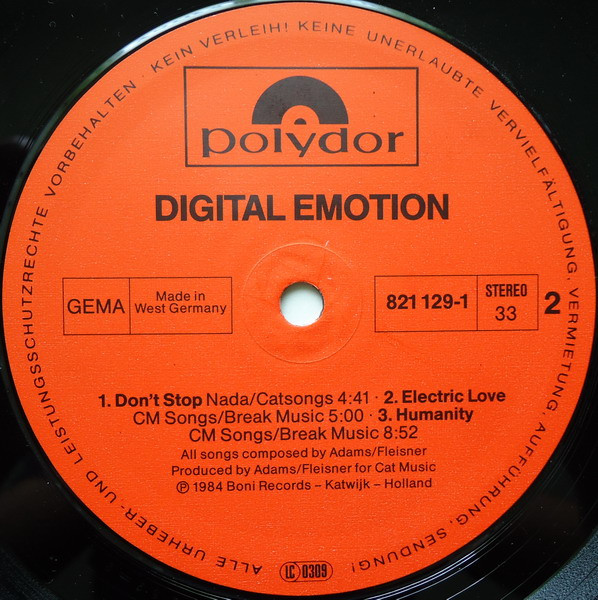 ALLE URHEBER- UND LEISTUNGSSCHUTZRECHTE VORBEHALTEN · KEIN VERLEIH! KEINE UNERLAUBTE VERVIELFÄLTIGUNG, VERMIETUNG, AUFFÜHRUNG, SENDUNG!
polydor
DIGITAL EMOTION
GEMA
Made in
West Germany
821 129-1
STEREO
33
2
1. Don't Stop Nada/Catsongs 4:41 · 2. Electric Love
CM Songs/Break Music 5:00 · 3. Humanity
CM Songs/Break Music 8:52
All songs composed by Adams/Fleisner
Produced by Adams/Fleisner for Cat Music
℗ 1984 Boni Records – Katwijk – Holland
LC 0309